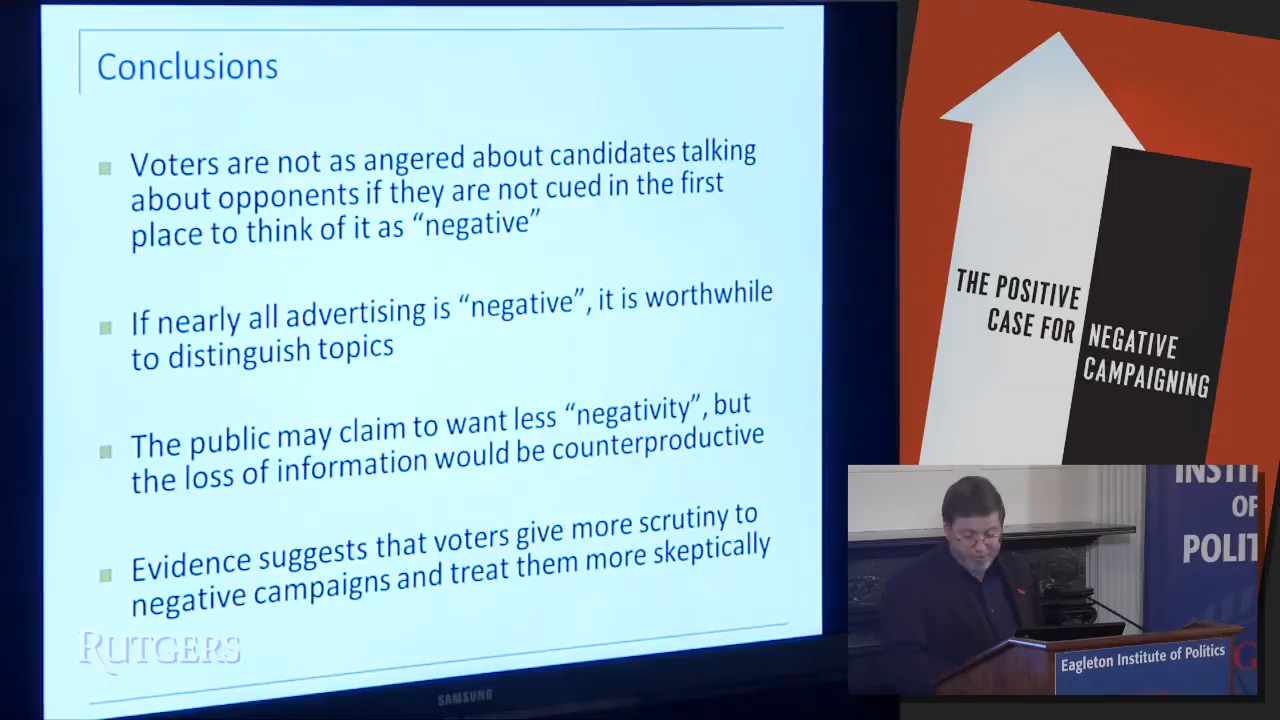 Conclusions
Voters are not as angered about candidates talking
about opponents if they are not cued in the first
place to think of it as “negative”
If nearly all advertising is “negative”, it is worthwhile
to distinguish topics
The public may claim to want less “negativity”, but
the loss of information would be counterproductive
Evidence suggests that voters give more scrutiny to
negative campaigns and treat them more skeptically
RUTGERS
SAMSUNG
THE POSITIVE
CASE FOR
NEGATIVE
CAMPAIGNING
INSTIT
OF
POLIT
Eagleton Institute of Politics
G